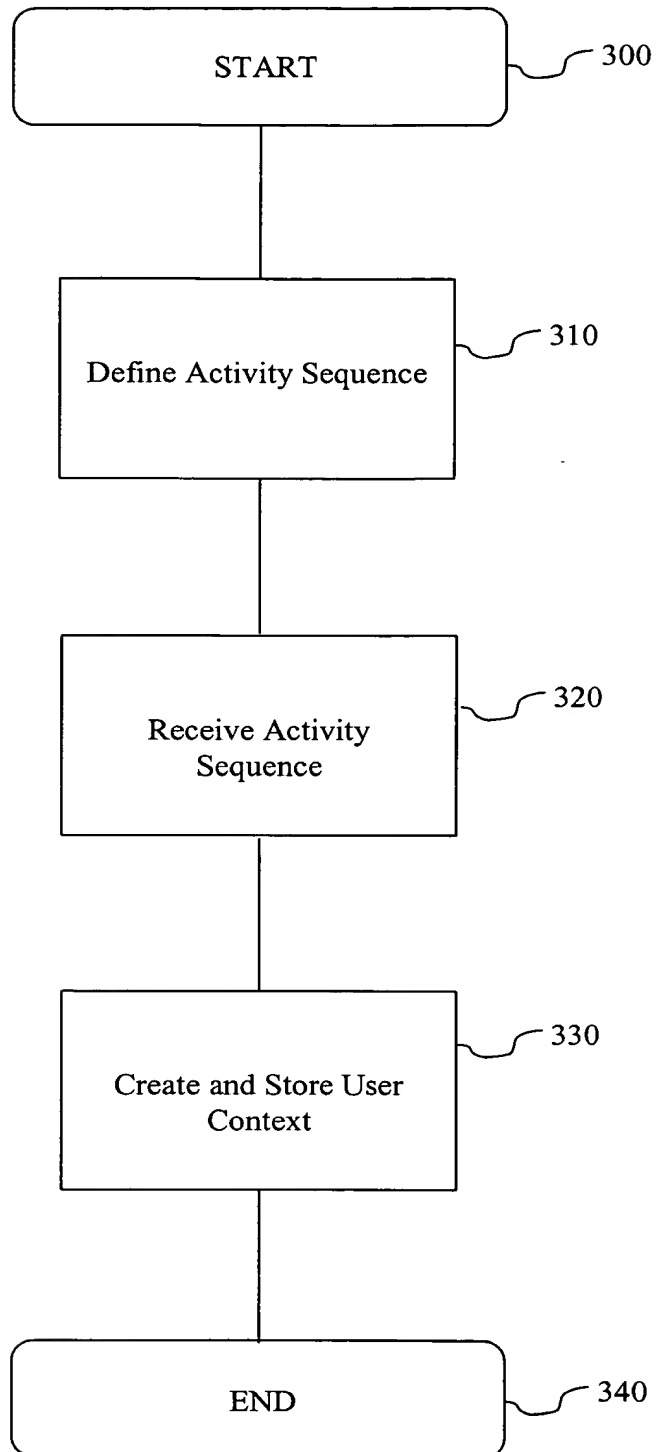 START
300
Define Activity Sequence
310
Receive Activity
Sequence
320
Create and Store User
Context
330
END
340